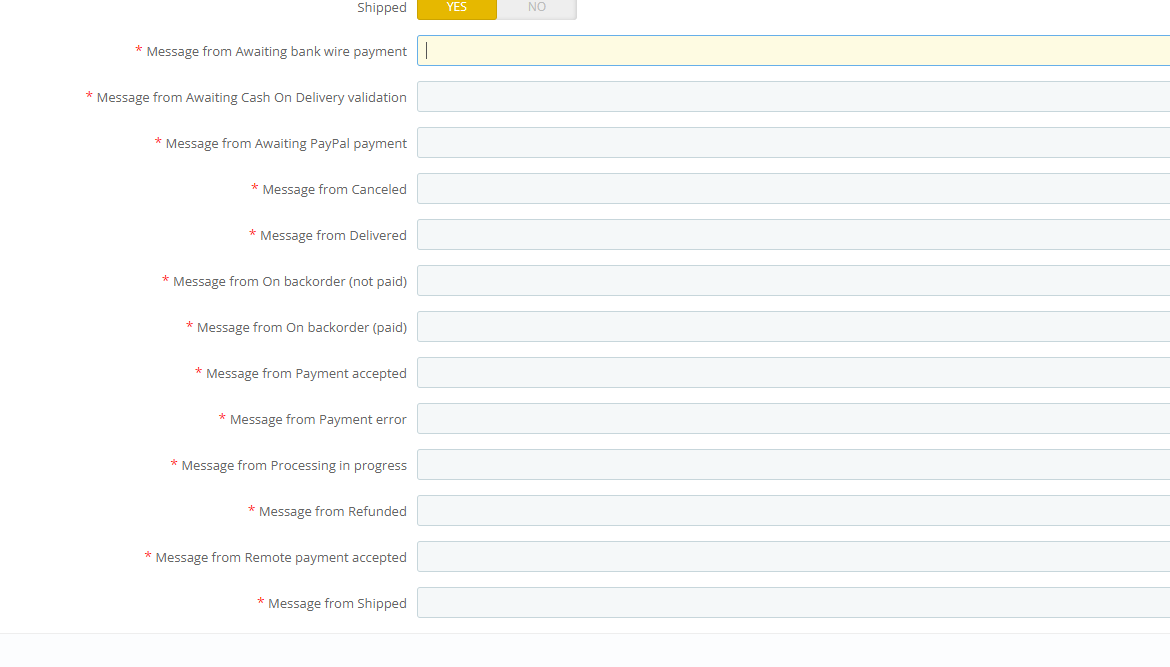 Shipped YES NO
* Message from Awaiting bank wire payment
* Message from Awaiting Cash On Delivery validation
* Message from Awaiting PayPal payment
* Message from Canceled
* Message from Delivered
* Message from On backorder (not paid)
* Message from On backorder (paid)
* Message from Payment accepted
* Message from Payment error
* Message from Processing in progress
* Message from Refunded
* Message from Remote payment accepted
* Message from Shipped